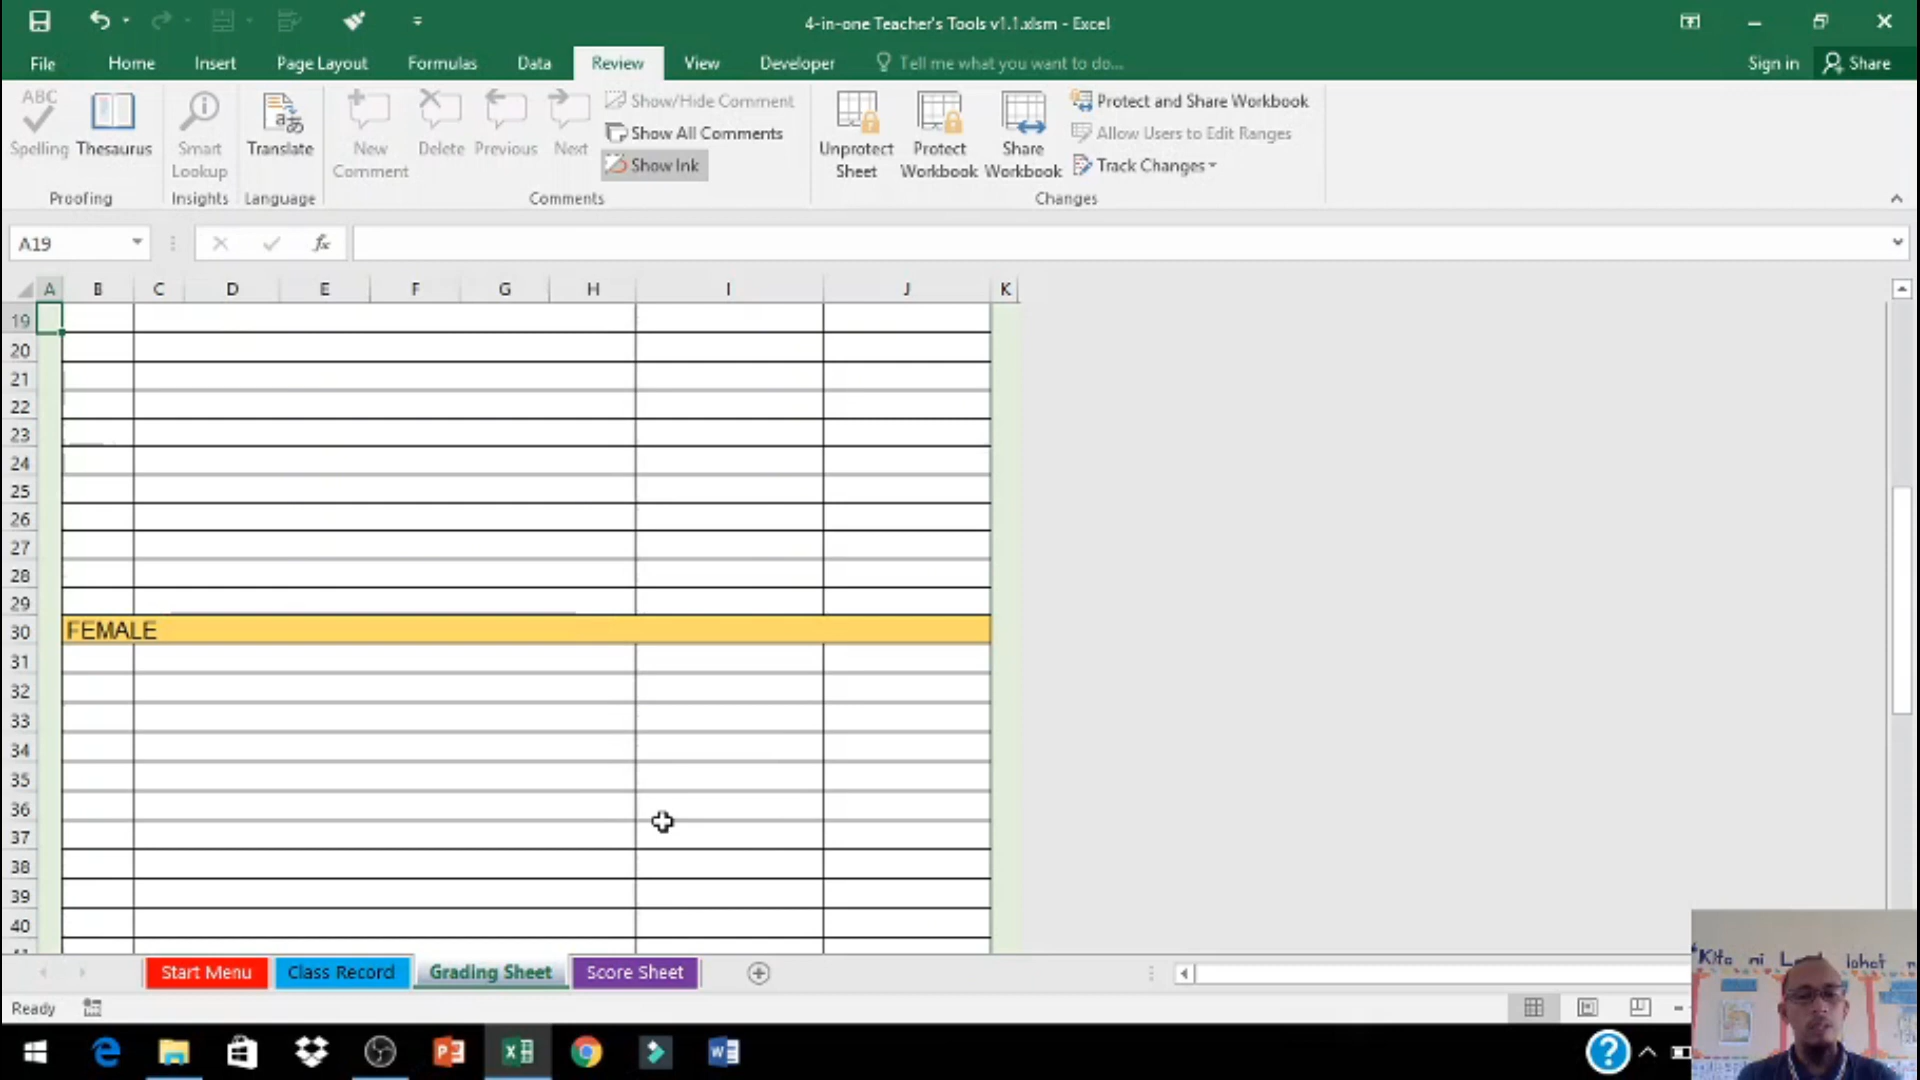 4-in-one Teacher's Tools v1.1.xlsm - Excel
File Home Insert Page Layout Formulas Data Review View Developer Tell me what you want to do... Sign in Share
ABC
Spelling
Thesaurus
Proofing
Smart Lookup
Insights
Translate
Language
New Comment
Delete
Previous
Next
Show/Hide Comment
Show All Comments
Show Ink
Comments
Unprotect Sheet
Protect Workbook
Share Workbook
Protect and Share Workbook
Allow Users to Edit Ranges
Track Changes
Changes
A19
fx
A B C D E F G H I J K
19
20
21
22
23
24
25
26
27
28
29
30 FEMALE
31
32
33
34
35
36
37
38
39
40
Start Menu Class Record Grading Sheet Score Sheet
Ready